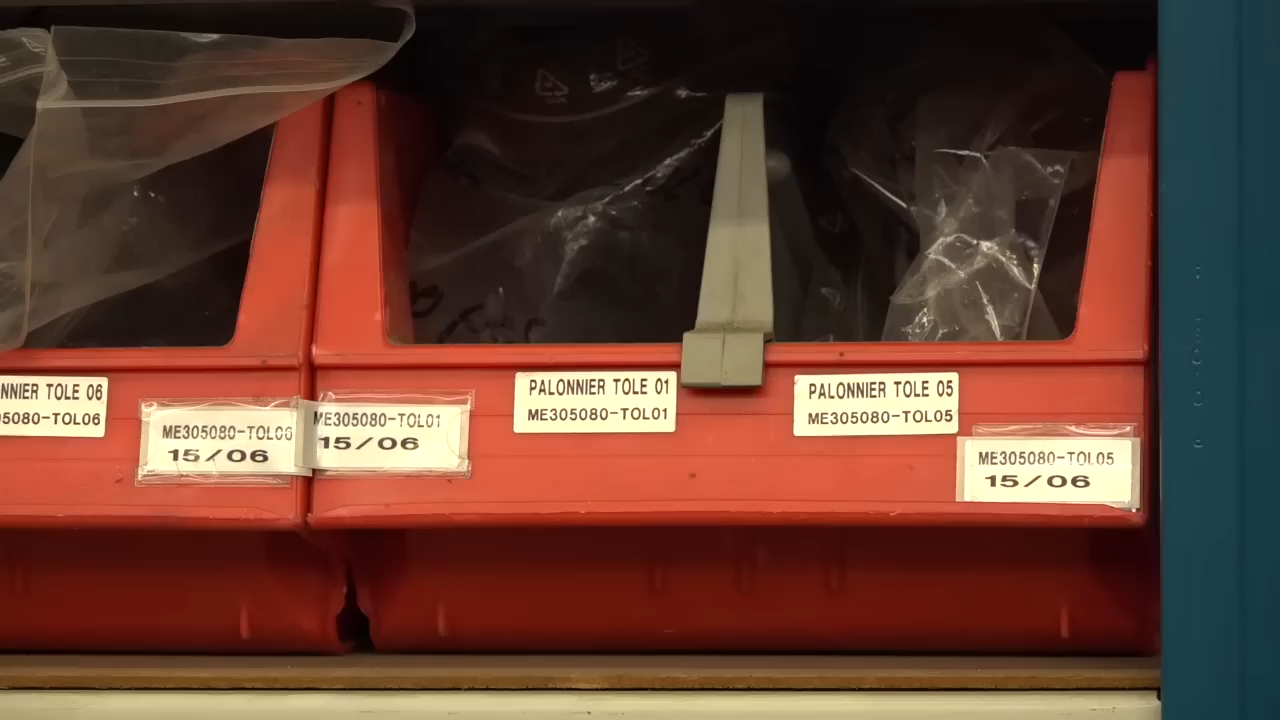 NNIER TOLE 06
5080-TOL06
ME305080-TOL06
15/06
ME305080-TOL01
15/06
PALONNIER TOLE 01
ME305080-TOL01
PALONNIER TOLE 05
ME305080-TOL05
ME305080-TOL05
15/06